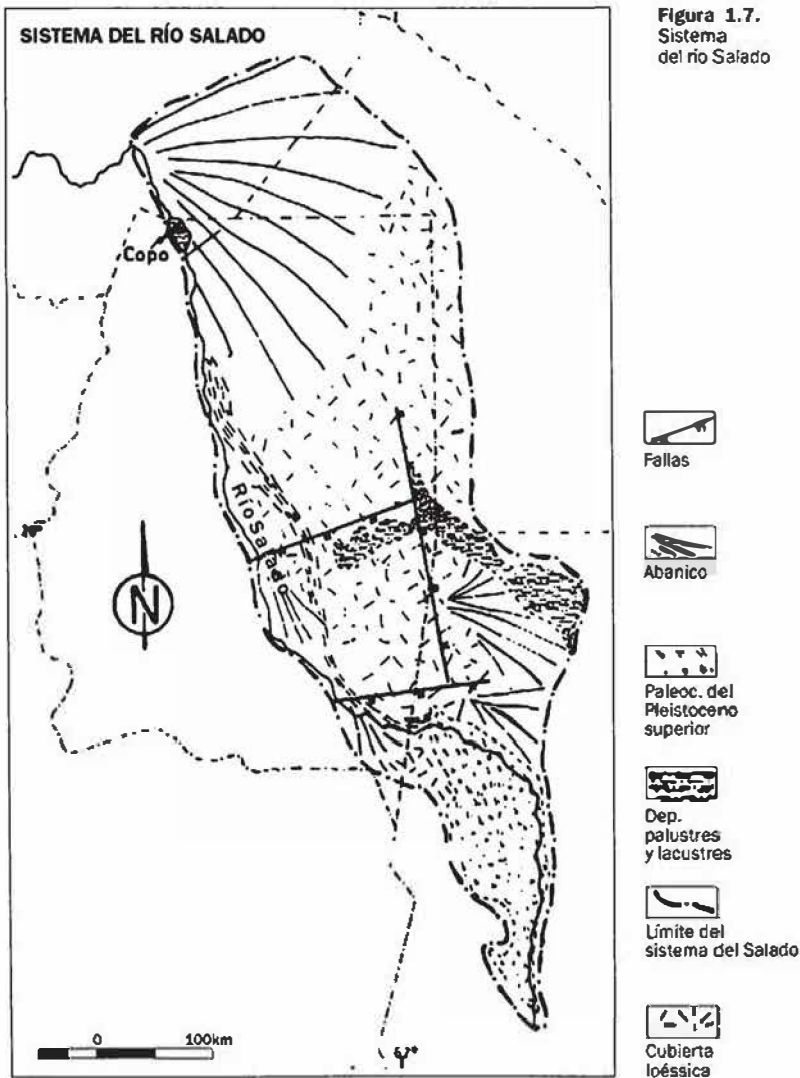 SISTEMA DEL RÍO SALADO
Figura 1.7.
Sistema
del río Salado
Copo
Río Salado
N
0 100km
Fallas
Abanico
Paleoc. del
Pleistoceno
superior
Dep.
palustres
y lacustres
Límite del
sistema del Salado
Cubierta
loéssica